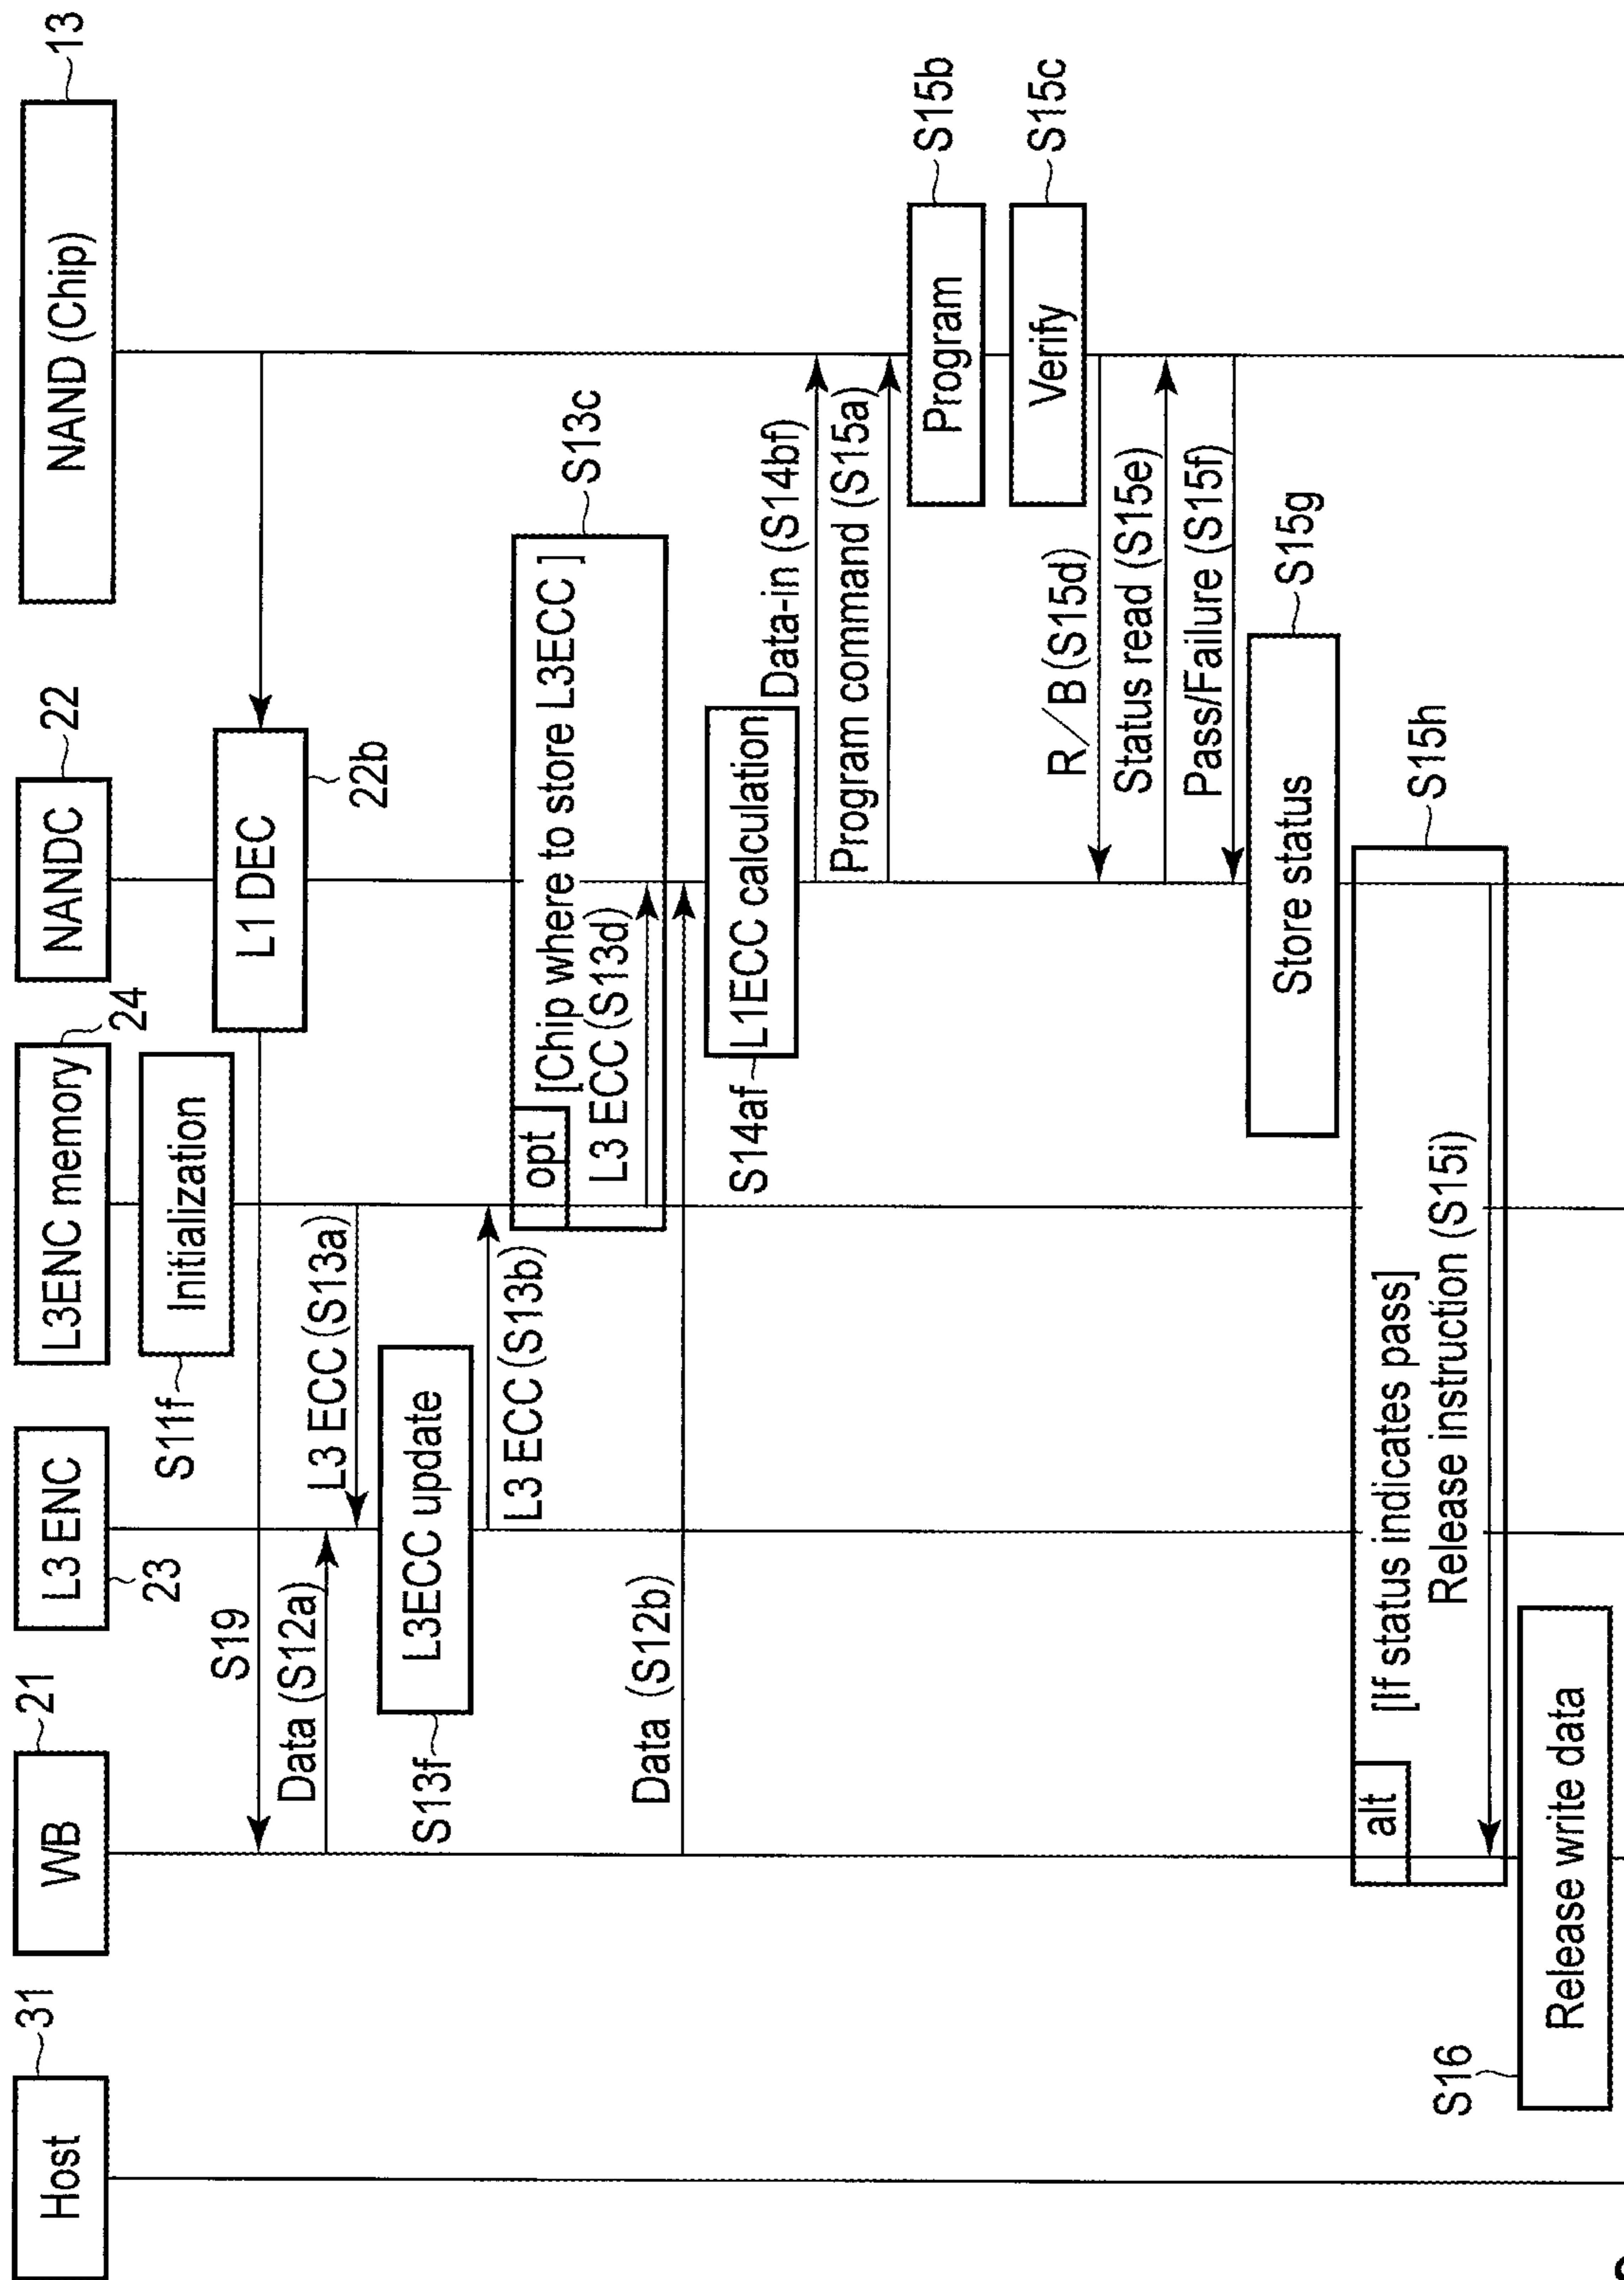 Host
31
WB
21
L3 ENC
23
L3ENC memory
24
NANDC
22
NAND (Chip)
13
Initialization
S11f
L1 DEC
22b
S19
Data (S12a)
L3 ECC (S13a)
L3ECC update
S13f
L3 ECC (S13b)
opt
[Chip where to store L3ECC ]
S13c
L3 ECC (S13d)
Data (S12b)
L1ECC calculation
S14af
Data-in (S14bf)
Program command (S15a)
Program
S15b
Verify
S15c
R/B (S15d)
Status read (S15e)
Pass/Failure (S15f)
Store status
S15g
alt
[If status indicates pass]
S15h
Release instruction (S15i)
Release write data
S16